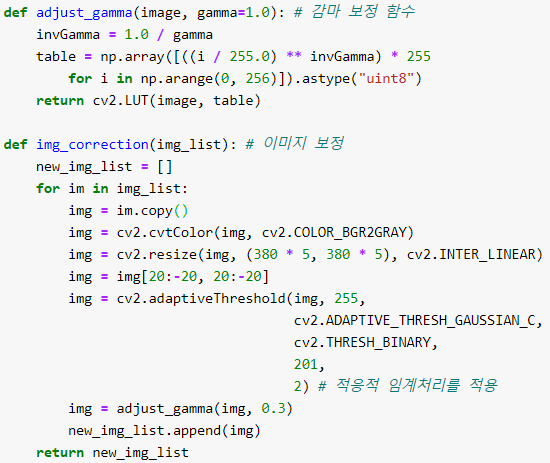 def adjust_gamma(image, gamma=1.0): # 감마 보정 함수
    invGamma = 1.0 / gamma
    table = np.array([((i / 255.0) ** invGamma) * 255
        for i in np.arange(0, 256)]).astype("uint8")
    return cv2.LUT(image, table)

def img_correction(img_list): # 이미지 보정
    new_img_list = []
    for im in img_list:
        img = im.copy()
        img = cv2.cvtColor(img, cv2.COLOR_BGR2GRAY)
        img = cv2.resize(img, (380 * 5, 380 * 5), cv2.INTER_LINEAR)
        img = img[20:-20, 20:-20]
        img = cv2.adaptiveThreshold(img, 255,
                                    cv2.ADAPTIVE_THRESH_GAUSSIAN_C,
                                    cv2.THRESH_BINARY,
                                    201,
                                    2) # 적응적 임계처리를 적용
        img = adjust_gamma(img, 0.3)
        new_img_list.append(img)
    return new_img_list